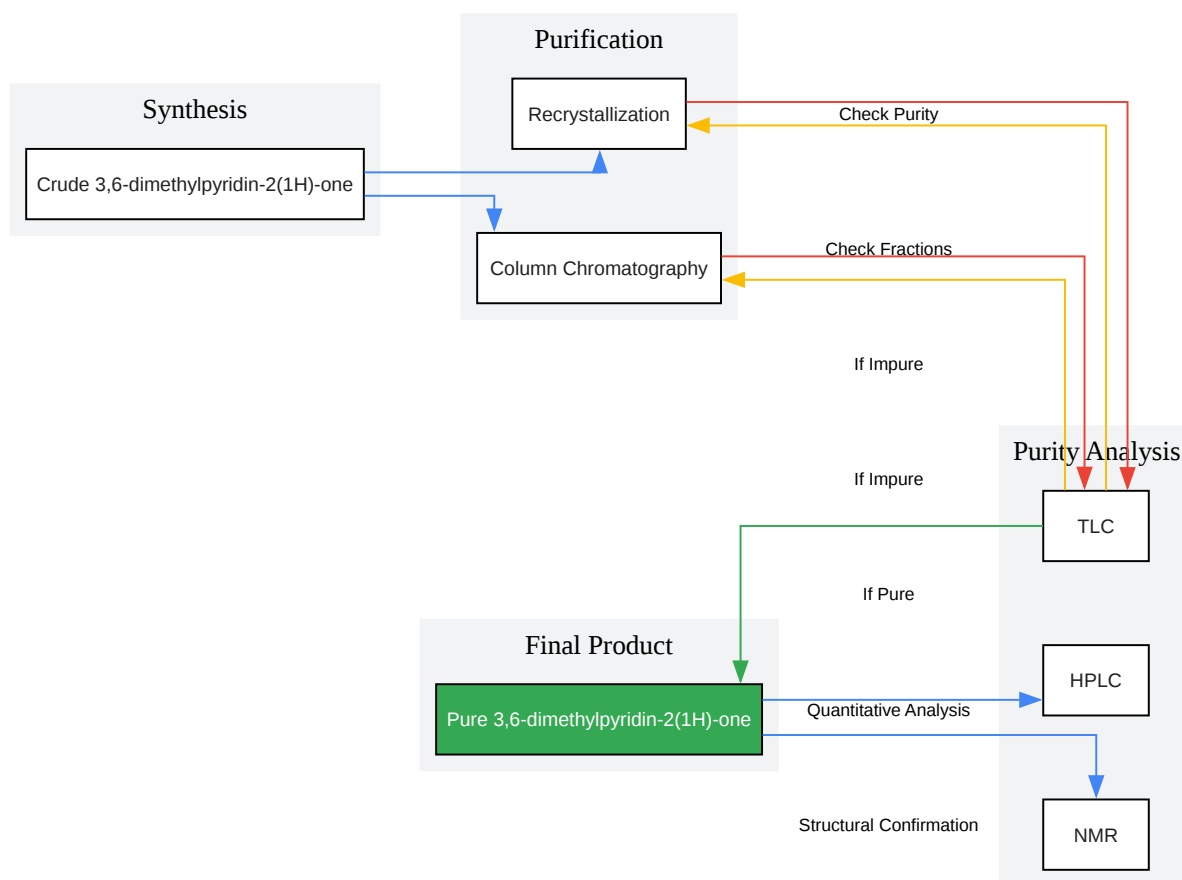 Purification
Recrystallization
Synthesis
Check Purity
Crude 3,6-dimethylpyridin-2(1H)-one
Check Fractions
Column Chromatography
If Impure
Purity Analysis
If Impure
TLC
If Pure
Final Product
HPLC
Pure 3,6-dimethylpyridin-2(1H)-one
Quantitative Analysis
Structural Confirmation
NMR